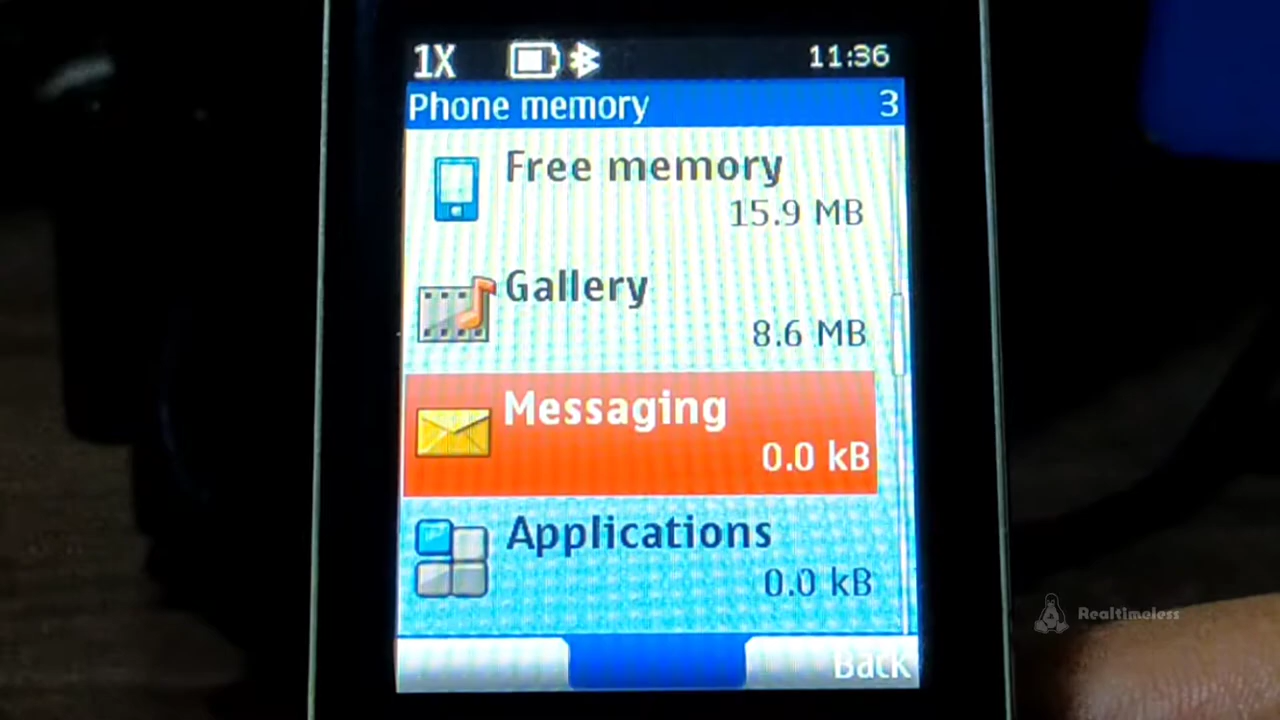 1X 11:36
Phone memory 3
Free memory
15.9 MB
Gallery
8.6 MB
Messaging
0.0 kB
Applications
0.0 kB
Back
Realtimeless